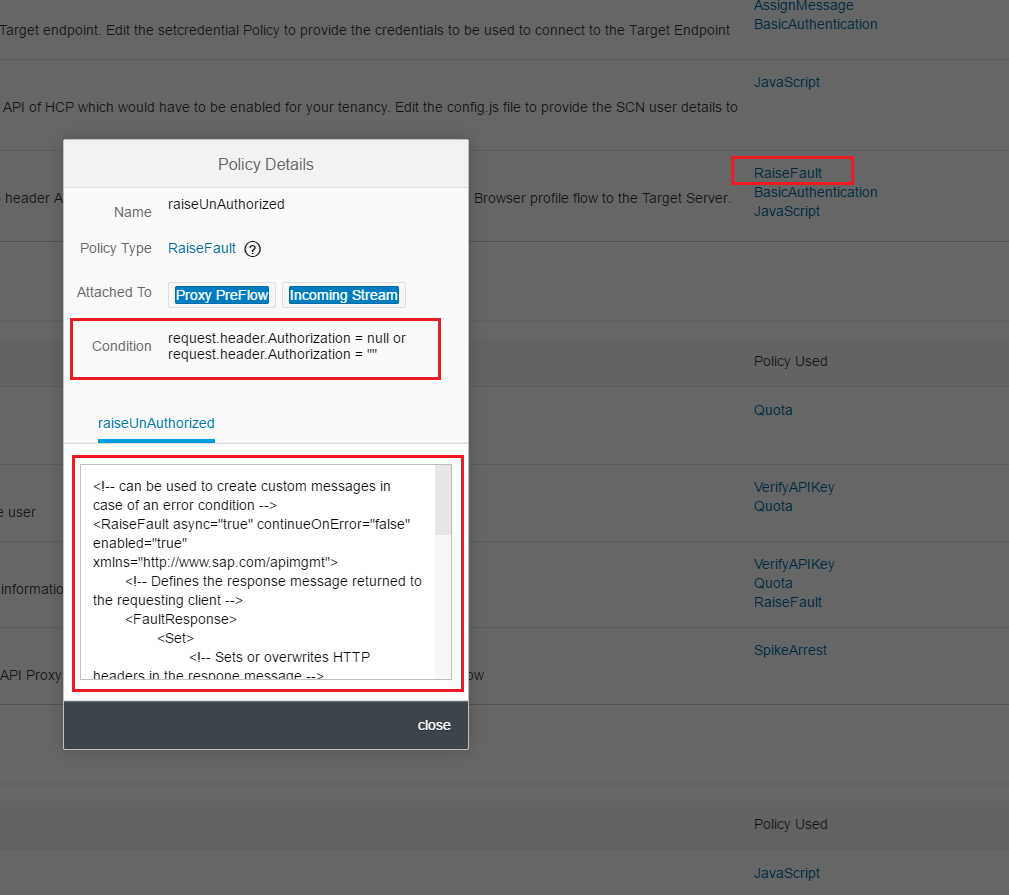 AssignMessage
Target endpoint. Edit the setcredential Policy to provide the credentials to be used to connect to the Target Endpoint
BasicAuthentication
JavaScript
API of HCP which would have to be enabled for your tenancy. Edit the config.js file to provide the SCN user details to
Policy Details
RaiseFault
header A
Browser profile flow to the Target Server.
BasicAuthentication
JavaScript
Name raiseUnAuthorized
Policy Type RaiseFault ?
Attached To Proxy PreFlow Incoming Stream
Condition request.header.Authorization = null or
request.header.Authorization = ""
Policy Used
Quota
raiseUnAuthorized
<!-- can be used to create custom messages in
case of an error condition -->
<RaiseFault async="true" continueOnError="false"
enabled="true"
xmlns="http://www.sap.com/apimgmt">
<!-- Defines the response message returned to
the requesting client -->
<FaultResponse>
<Set>
<!-- Sets or overwrites HTTP
headers in the respone message -->
e user
VerifyAPIKey
Quota
informatio
VerifyAPIKey
Quota
RaiseFault
SpikeArrest
API Proxy
ow
close
Policy Used
JavaScript